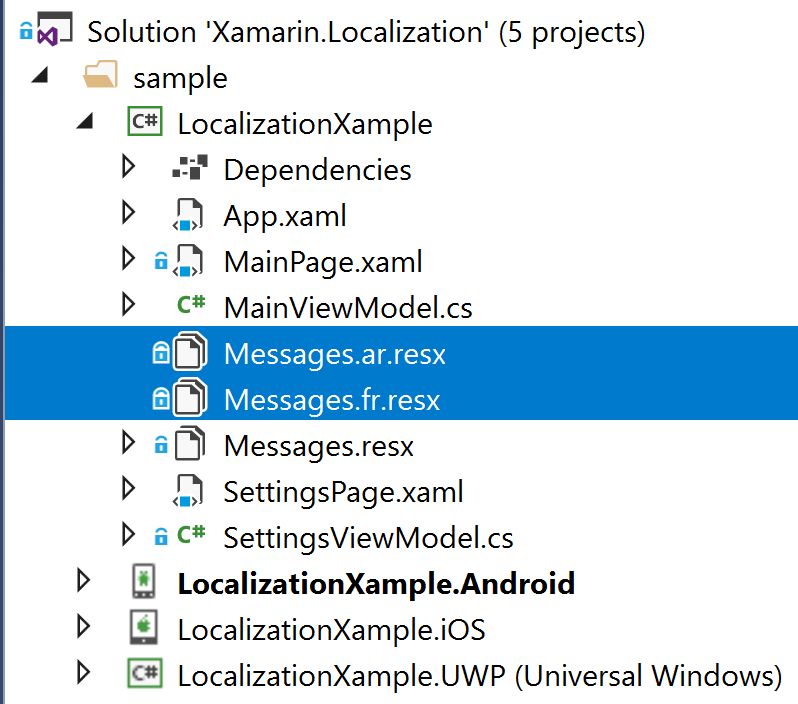 Solution 'Xamarin.Localization' (5 projects)
sample
C# LocalizationXample
Dependencies
App.xaml
MainPage.xaml
C# MainViewModel.cs
Messages.ar.resx
Messages.fr.resx
Messages.resx
SettingsPage.xaml
C# SettingsViewModel.cs
LocalizationXample.Android
LocalizationXample.iOS
C# LocalizationXample.UWP (Universal Windows)